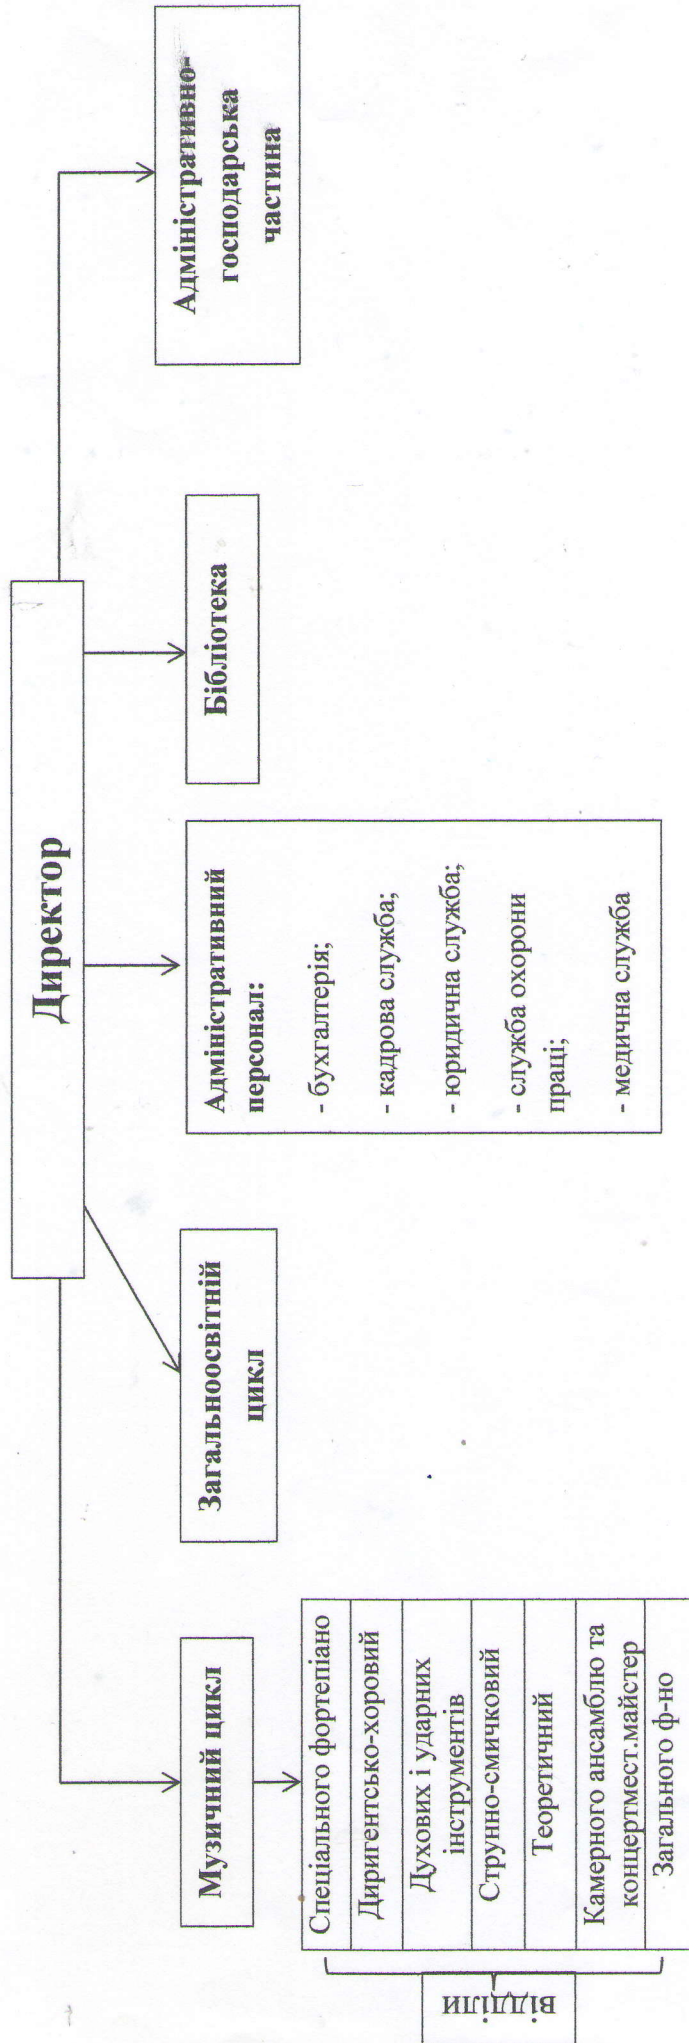 Директор
Музичний цикл
Загальноосвітній
цикл
Адміністративний
персонал:
- бухгалтерія;
- кадрова служба;
- юридична служба;
- служба охорони
праці;
- медична служба
Бібліотека
Адміністративно-
господарська
частина
відділи
Спеціального фортепіано
Диригентсько-хоровий
Духових і ударних
інструментів
Струнно-смичковий
Теоретичний
Камерного ансамблю та
концертмест.майстер
Загального ф-но